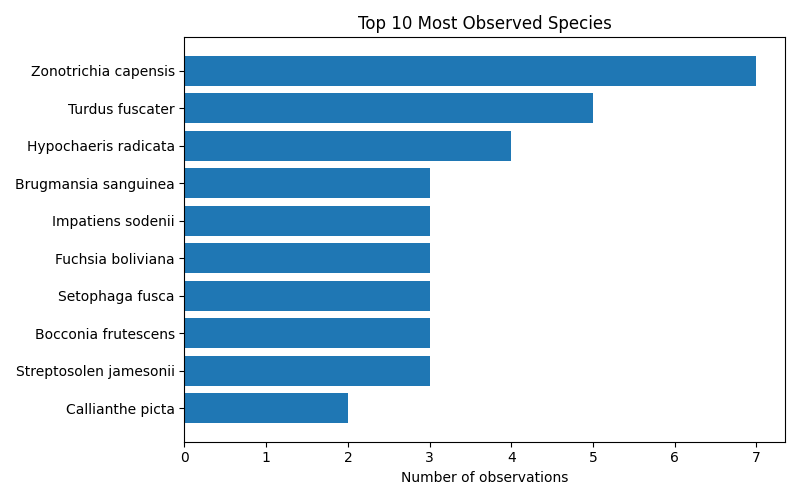 Top 10 Most Observed Species
Zonotrichia capensis
Turdus fuscater
Hypochaeris radicata
Brugmansia sanguinea
Impatiens sodenii
Fuchsia boliviana
Setophaga fusca
Bocconia frutescens
Streptosolen jamesonii
Callianthe picta
0 1 2 3 4 5 6 7
Number of observations